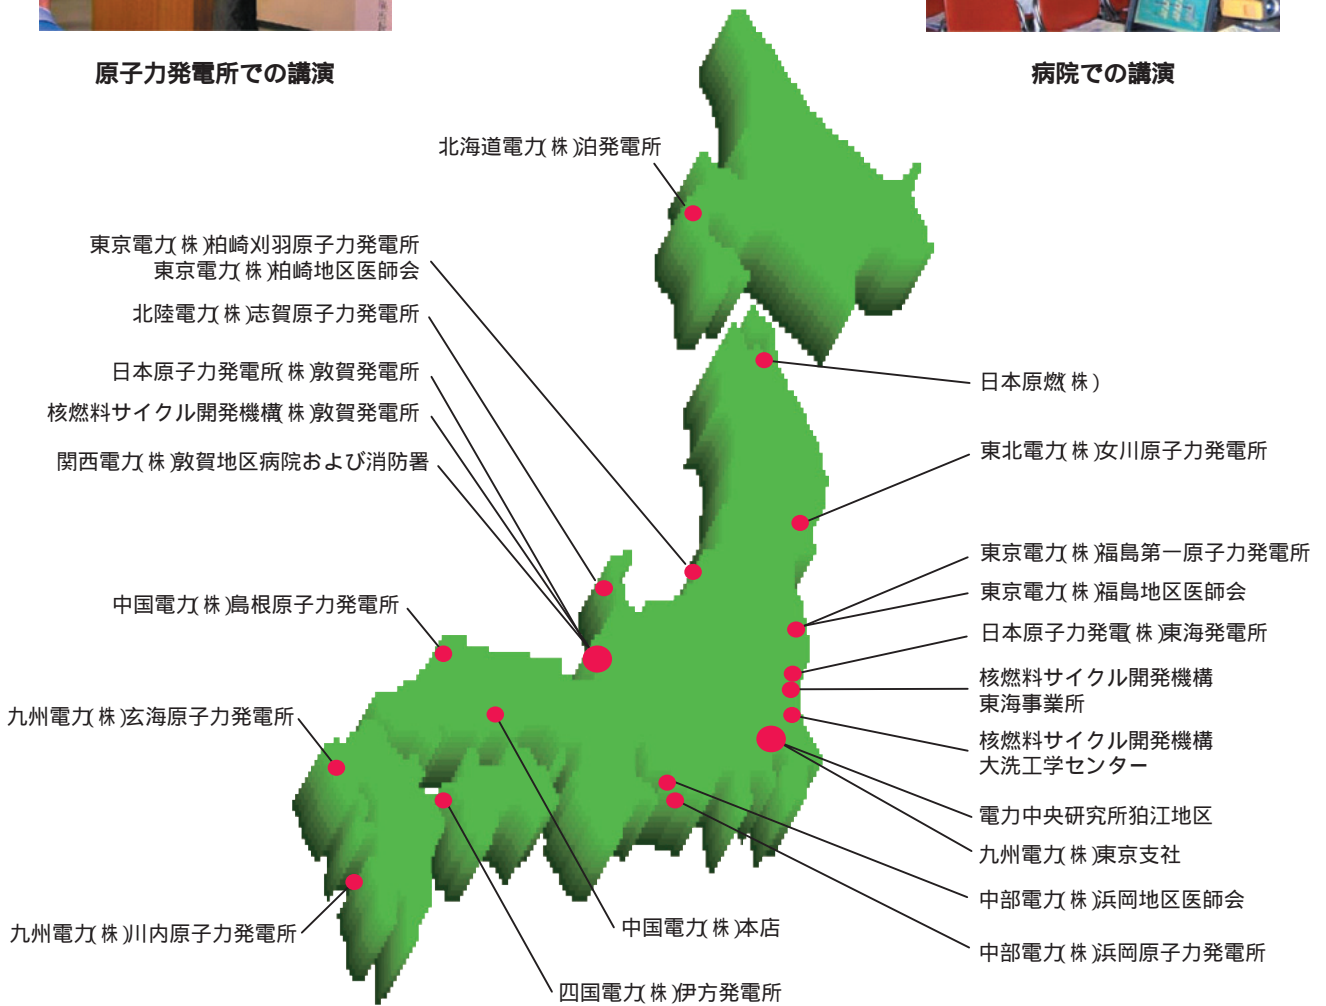 原子力発電所での講演
病院での講演
北海道電力(株)泊発電所
東京電力(株)柏崎刈羽原子力発電所
東京電力(株)柏崎地区医師会
北陸電力(株)志賀原子力発電所
日本原子力発電所(株)敦賀発電所
核燃料サイクル開発機構(株)敦賀発電所
関西電力(株)敦賀地区病院および消防署
中国電力(株)島根原子力発電所
九州電力(株)玄海原子力発電所
九州電力(株)川内原子力発電所
日本原燃(株)
東北電力(株)女川原子力発電所
東京電力(株)福島第一原子力発電所
東京電力(株)福島地区医師会
日本原子力発電(株)東海発電所
核燃料サイクル開発機構
東海事業所
核燃料サイクル開発機構
大洗工学センター
電力中央研究所狛江地区
九州電力(株)東京支社
中部電力(株)浜岡地区医師会
中部電力(株)浜岡原子力発電所
中国電力(株)本店
四国電力(株)伊方発電所